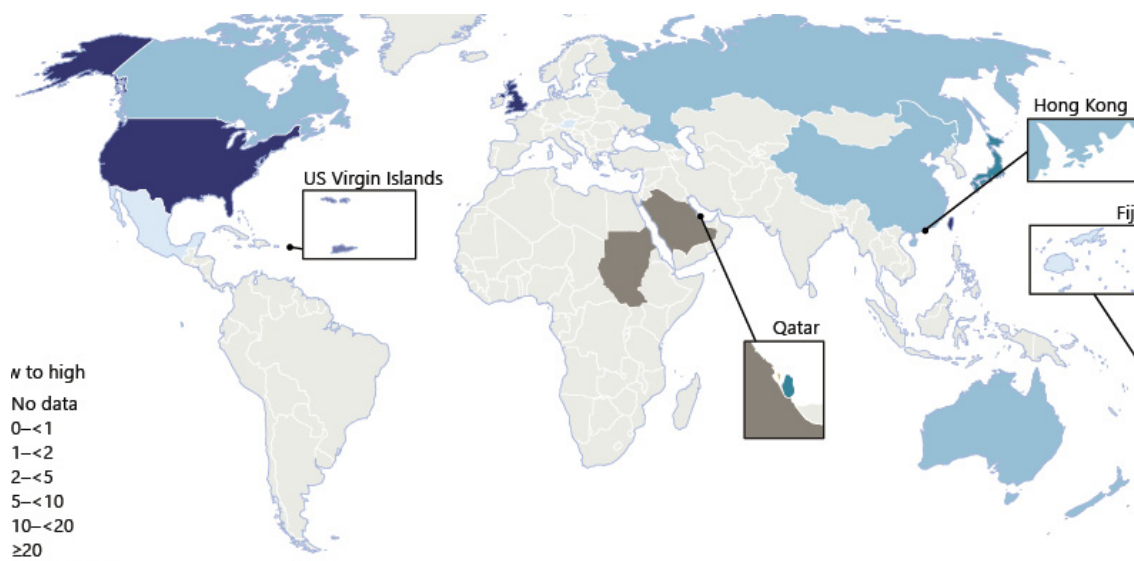 Hong Kong
US Virgin Islands
Fij
Qatar
w to high
No data
0–<1
1–<2
2–<5
5–<10
10–<20
≥20